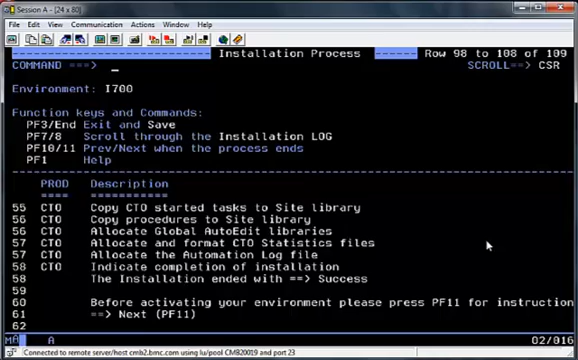 Session A - [24 x 80]
File Edit View Communication Actions Window Help
Installation Process Row 98 to 108 of 109
COMMAND ===> _ SCROLL==> CSR
Environment: I700
Function keys and Commands:
PF3/End Exit and Save
PF7/8 Scroll through the Installation LOG
PF10/11 Prev/Next when the process ends
PF1 Help
PROD Description
==== ===========
55 CTO Copy CTO started tasks to Site library
56 CTO Copy procedures to Site library
56 CTO Allocate Global AutoEdit libraries
57 CTO Allocate and format CTO Statistics files
57 CTO Allocate the Automation Log file
58 CTO Indicate completion of installation
58 The Installation ended with ==> Success
59
60 Before activating your environment please press PF11 for instruction
61 ==> Next (PF11)
62
A 02/016
Connected to remote server/host cmb2.bmc.com using lu/pool CMB20019 and port 23